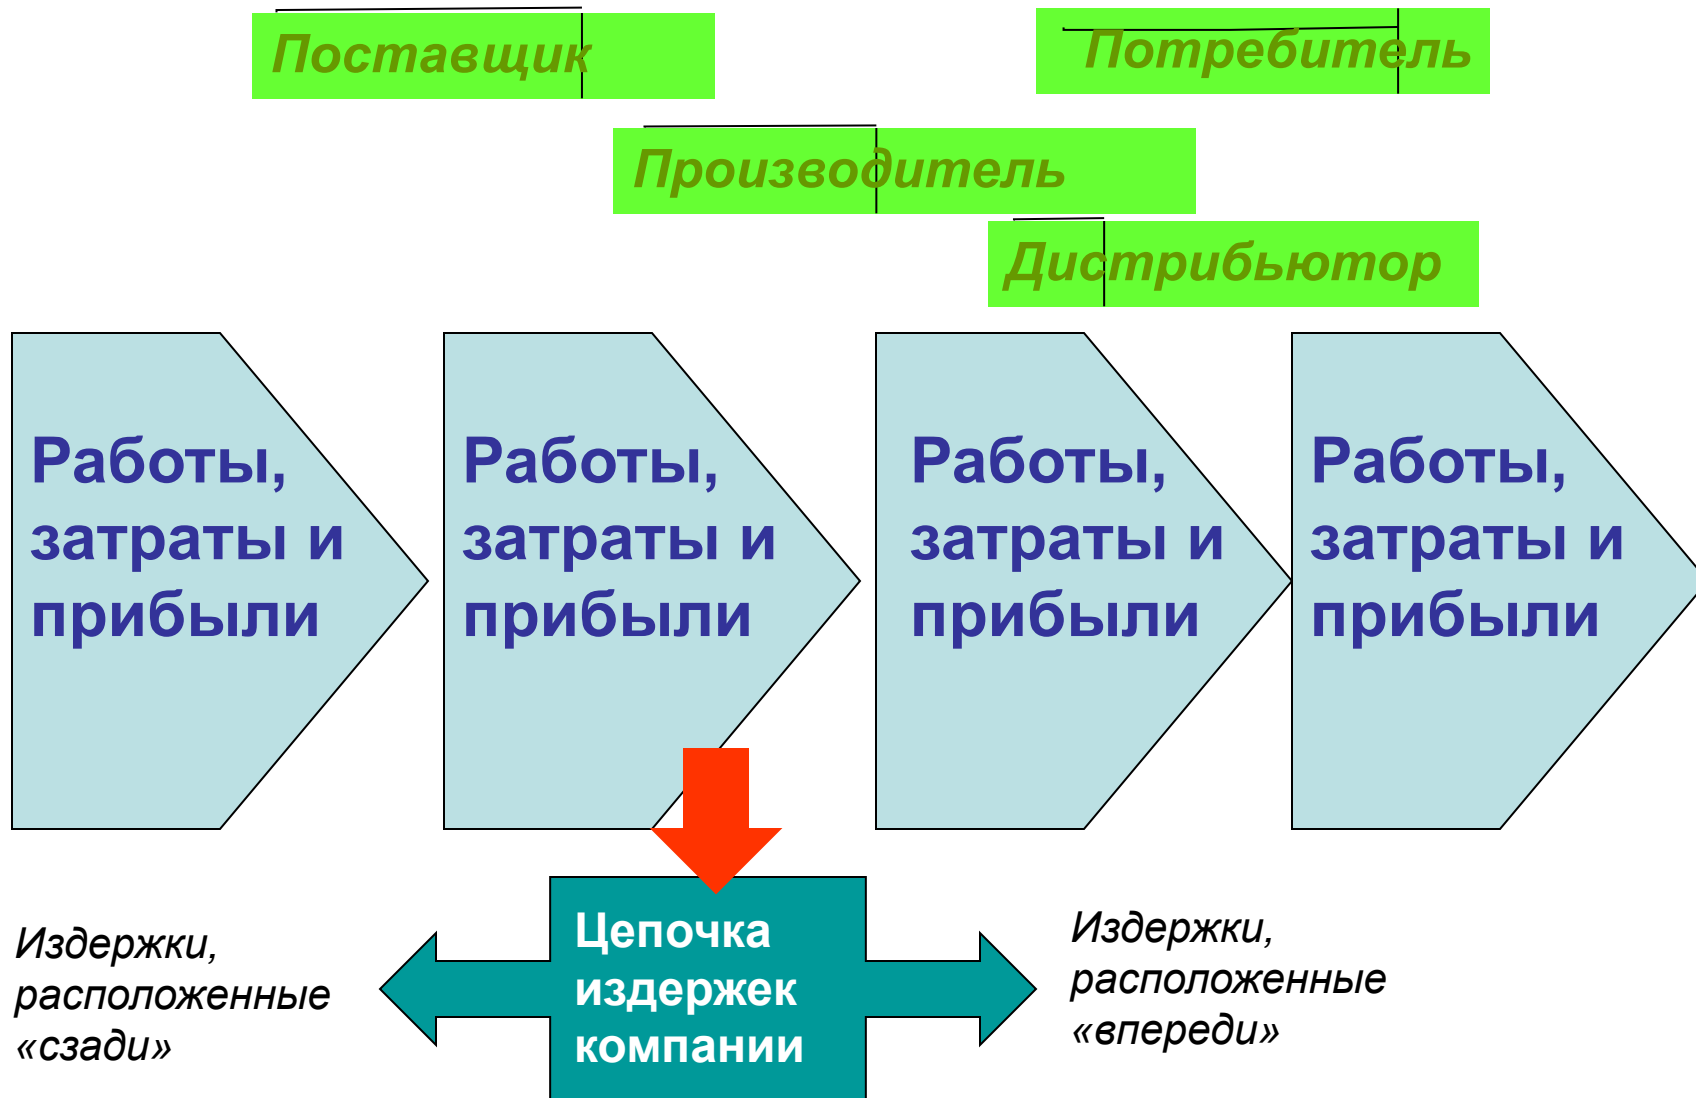 Поставщик
Потребитель
Производитель
Дистрибьютор
Работы,
затраты и
прибыли
Работы,
затраты и
прибыли
Работы,
затраты и
прибыли
Работы,
затраты и
прибыли
Издержки,
расположенные
«сзади»
Цепочка
издержек
компании
Издержки,
расположенные
«впереди»